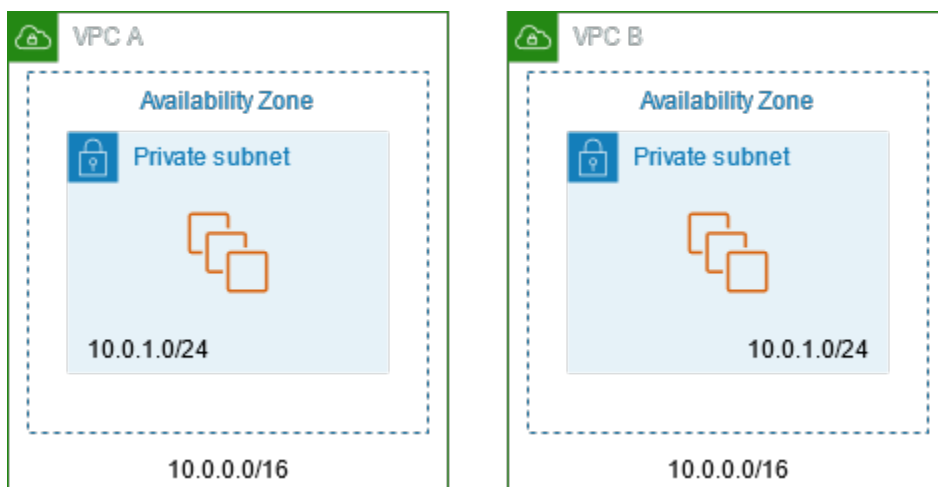 VPC A
Availability Zone
Private subnet
10.0.1.0/24
10.0.0.0/16
VPC B
Availability Zone
Private subnet
10.0.1.0/24
10.0.0.0/16